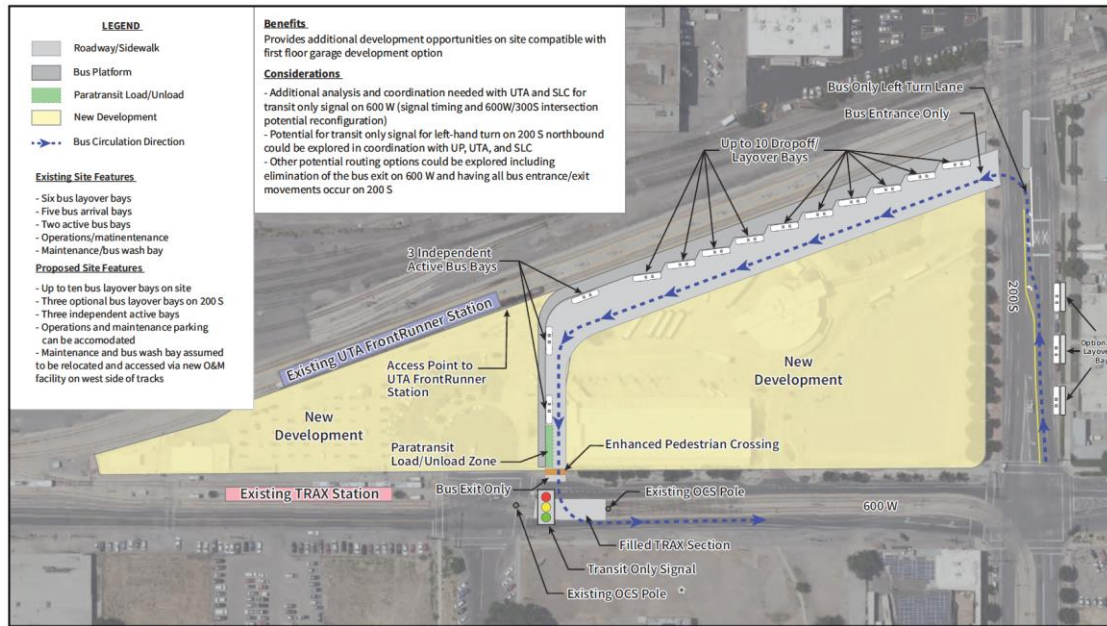 LEGEND
Roadway/Sidewalk
Bus Platform
Paratransit Load/Unload
New Development
Bus Circulation Direction
Existing Site Features
- Six bus layover bays
- Five bus arrival bays
- Two active bus bays
- Operations/matinentenance
- Maintenance/bus wash bay
Proposed Site Features
- Up to ten bus layover bays on site
- Three optional bus layover bays on 200 S
- Three independent active bays
- Operations and maintenance parking
can be accomodated
- Maintenance and bus wash bay assumed
to be relocated and accessed via new O&M
facility on west side of tracks
Benefits
Provides additional development opportunities on site compatible with
first floor garage development option
Considerations
- Additional analysis and coordination needed with UTA and SLC for
transit only signal on 600 W (signal timing and 600W/300S intersection
potential reconfiguration)
- Potential for transit only signal for left-hand turn on 200 S northbound
could be explored in coordination with UP, UTA, and SLC
- Other potential routing options could be explored including
elimination of the bus exit on 600 W and having all bus entrance/exit
movements occur on 200 S
Bus Only Left Turn Lane
Bus Entrance Only
Up to 10 Dropoff/
Layover Bays
3 Independent
Active Bus Bays
Existing UTA FrontRunner Station
Access Point to
UTA FrontRunner
Station
200 S
Option
Layove
Bay
New
Development
New
Development
Paratransit
Load/Unload Zone
Enhanced Pedestrian Crossing
Bus Exit Only
Existing TRAX Station
Existing OCS Pole
600 W
Filled TRAX Section
Transit Only Signal
Existing OCS Pole